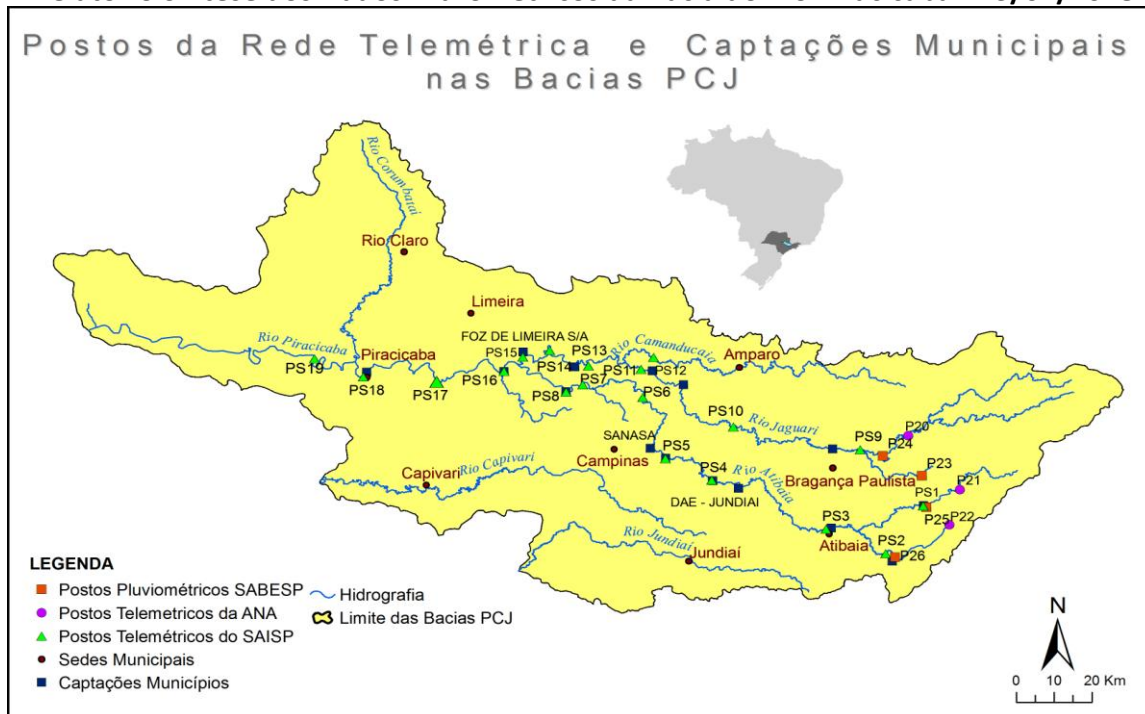 Postos da Rede Telemétrica e Captações Municipais
nas Bacias PCJ
Rio Corumbatai
Rio Claro
Limeira
FOZ DE LIMEIRA S/A
Rio Piracicaba
Piracicaba
PS19
PS18
PS17
PS16
PS15
PS14
PS13
Rio Camanducaia
Amparo
PS11
PS12
PS7
PS8
PS6
PS10
Rio Jaguari
P20
PS9
P24
SANASA
PS5
Campinas
Rio Capivari
Capivari
PS4
Rio Atibaia
Bragança Paulista
P23
PS1
P21
DAE - JUNDIAI
P25
P22
PS3
Atibaia
PS2
P26
Rio Jundiaí
Jundiaí
LEGENDA
Postos Pluviométricos SABESP
Postos Telemetricos da ANA
Postos Telemétricos do SAISP
Sedes Municipais
Captações Municípios
Hidrografia
Limite das Bacias PCJ
N
0 10 20 Km